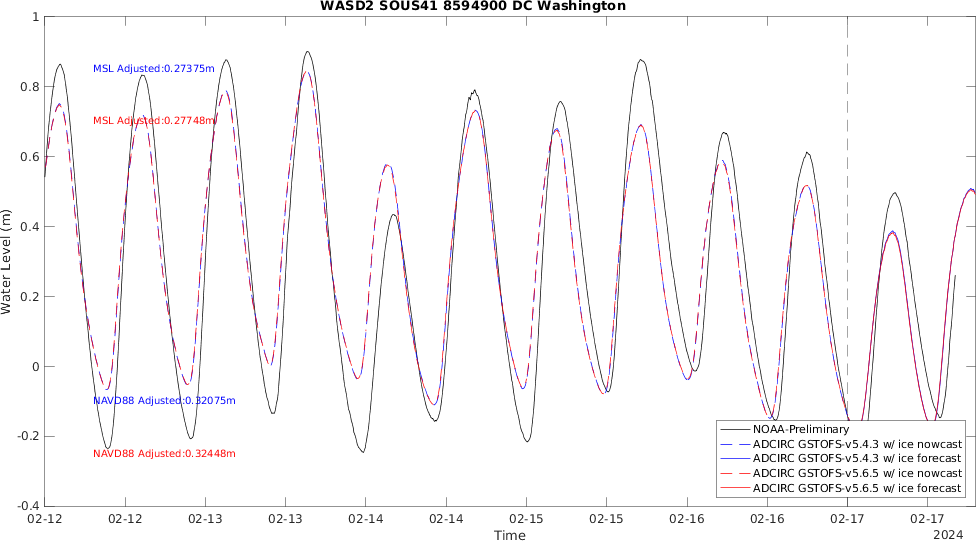 WASD2 SOUS41 8594900 DC Washington
1
0.8
0.6
0.4
0.2
0
-0.2
-0.4
Water Level (m)
MSL Adjusted:0.27375m
MSL Adjusted:0.27748m
NAVD88 Adjusted:0.32075m
NAVD88 Adjusted:0.32448m
NOAA-Preliminary
ADCIRC GSTOFS-v5.4.3 w/ ice nowcast
ADCIRC GSTOFS-v5.4.3 w/ ice forecast
ADCIRC GSTOFS-v5.6.5 w/ ice nowcast
ADCIRC GSTOFS-v5.6.5 w/ ice forecast
02-12 02-12 02-13 02-13 02-14 02-14 02-15 02-15 02-16 02-16 02-17 02-17
Time
2024